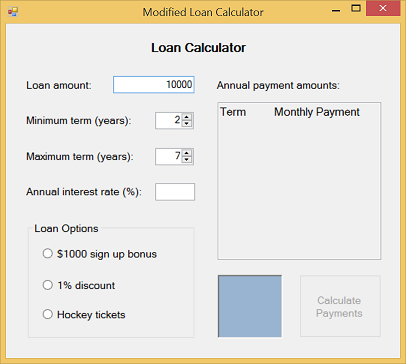 Modified Loan Calculator
Loan Calculator
Loan amount: 10000
Annual payment amounts:
Minimum term (years): 2
Term Monthly Payment
Maximum term (years): 7
Annual interest rate (%):
Loan Options
$1000 sign up bonus
1% discount
Hockey tickets
Calculate
Payments